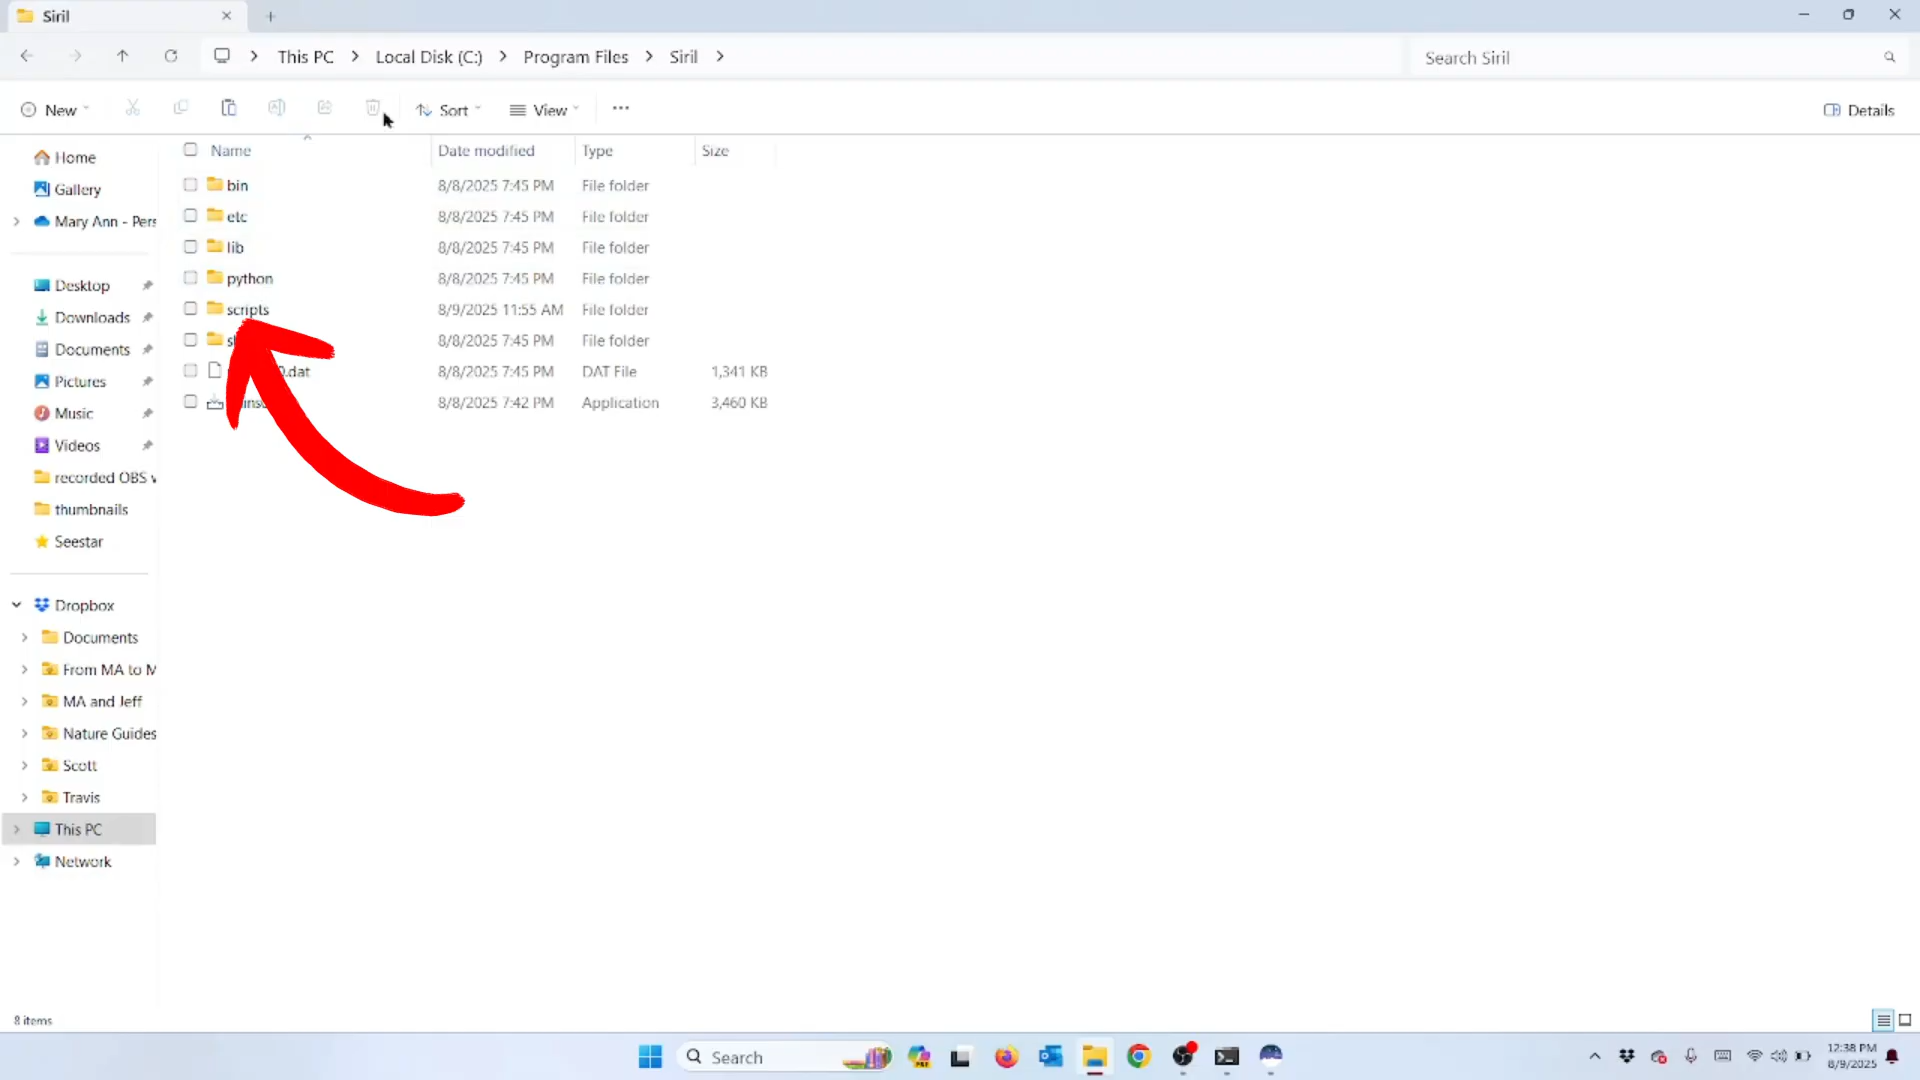 Siril
This PC > Local Disk (C:) > Program Files > Siril >
Search Siril
New
Sort
View
Details
Name Date modified Type Size
bin 8/8/2025 7:45 PM File folder
etc 8/8/2025 7:45 PM File folder
lib 8/8/2025 7:45 PM File folder
python 8/8/2025 7:45 PM File folder
scripts 8/9/2025 11:55 AM File folder
8/8/2025 7:45 PM File folder
.dat 8/8/2025 7:45 PM DAT File 1,341 KB
8/8/2025 7:42 PM Application 3,460 KB
Home
Gallery
Mary Ann - Pers
Desktop
Downloads
Documents
Pictures
Music
Videos
recorded OBS v
thumbnails
Seestar
Dropbox
Documents
From MA to M
MA and Jeff
Nature Guides
Scott
Travis
This PC
Network
8 items
Search
12:38 PM
8/9/2025